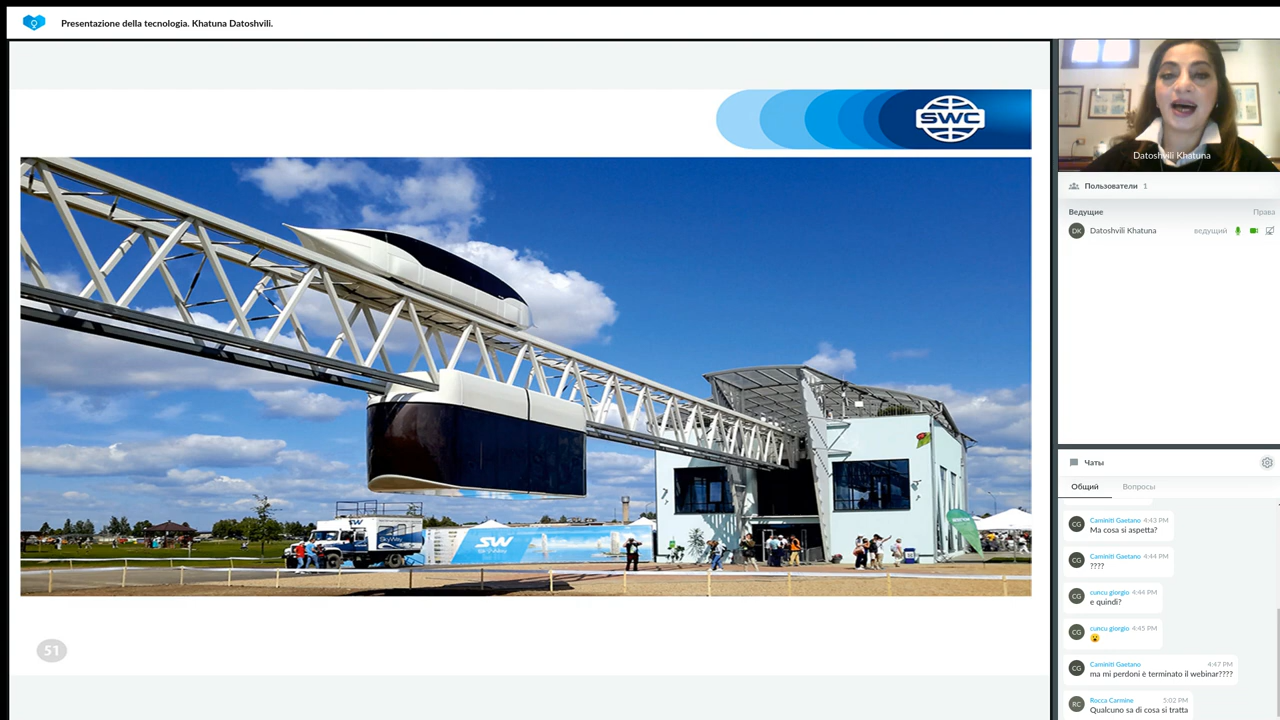 Presentazione della tecnologia. Khatuna Datoshvili.
SWC
SW
SkyWay
SW
51
Datoshvili Khatuna
Пользователи 1
Ведущие Права
DK Datoshvili Khatuna ведущий
Чаты
Общий Вопросы
CG Caminiti Gaetano 4:43 PM
Ma cosa si aspetta?
CG Caminiti Gaetano 4:44 PM
????
CG cuncu giorgio 4:44 PM
e quindi?
CG cuncu giorgio 4:45 PM
😮
CG Caminiti Gaetano 4:47 PM
ma mi perdoni è terminato il webinar????
RC Rocca Carmine 5:02 PM
Qualcuno sa di cosa si tratta